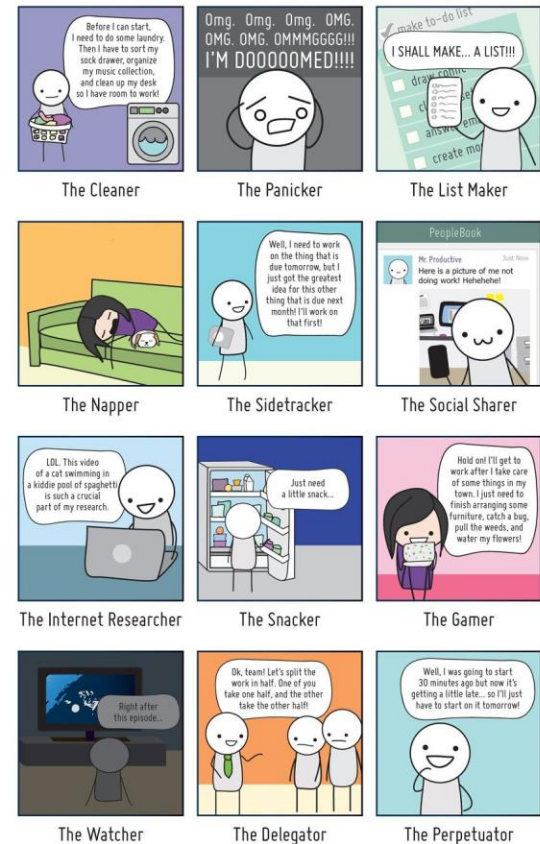 Before I can start,
I need to do some laundry.
Then I have to sort my
sock drawer, organize
my music collection,
and clean up my desk
so I have room to work!
The Cleaner
Omg. Omg. Omg. OMG.
OMG. OMG. OMMMGGGG!!!
I'M DOOOOOMED!!!!
The Panicker
make to-do list
I SHALL MAKE... A LIST!!!
draw comic
answer
create
The List Maker
The Napper
Well, I need to work
on the thing that is
due tomorrow, but I
just got the greatest
idea for this other
thing that is due next
month! I'll work on
that first!
The Sidetracker
PeopleBook
Mr. Productive
Just Now
Here is a picture of me not
doing work! Hehehehe!
The Social Sharer
LOL. This video
of a cat swimming in
a kiddie pool of spaghetti
is such a crucial
part of my research.
The Internet Researcher
Just need
a little snack...
The Snacker
Hold on! I'll get to
work after I take care
of some things in my
town. I just need to
finish arranging some
furniture, catch a bug,
pull the weeds, and
water my flowers!
The Gamer
Right after
this episode...
The Watcher
Ok, team! Let's split the
work in half. One of you
take one half, and the other
take the other half!
The Delegator
Well, I was going to start
30 minutes ago but now it's
getting a little late... so I'll just
have to start on it tomorrow!
The Perpetuator